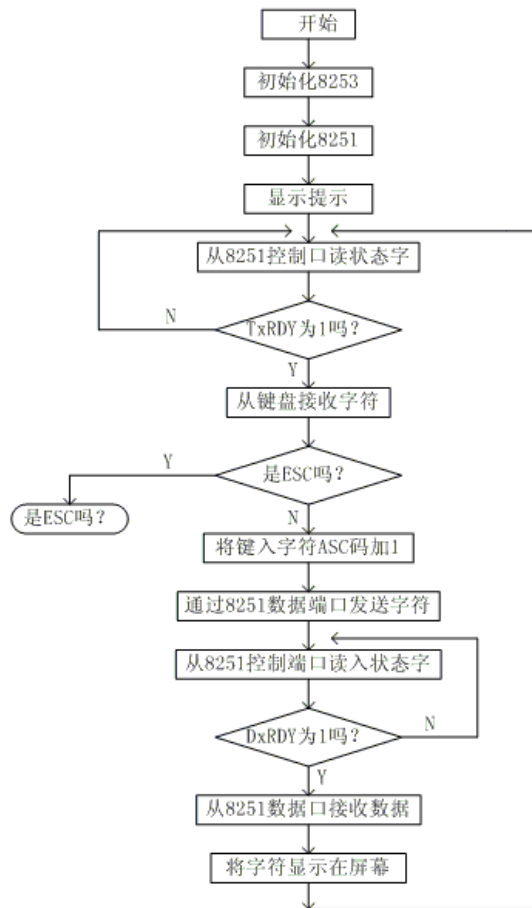 开始
初始化8253
初始化8251
显示提示
从8251控制口读状态字
N
TxRDY为1吗?
Y
从键盘接收字符
Y
是ESC吗?
是ESC吗?
N
将键入字符ASC码加1
通过8251数据端口发送字符
从8251控制端口读入状态字
DxRDY为1吗?
N
Y
从8251数据口接收数据
将字符显示在屏幕